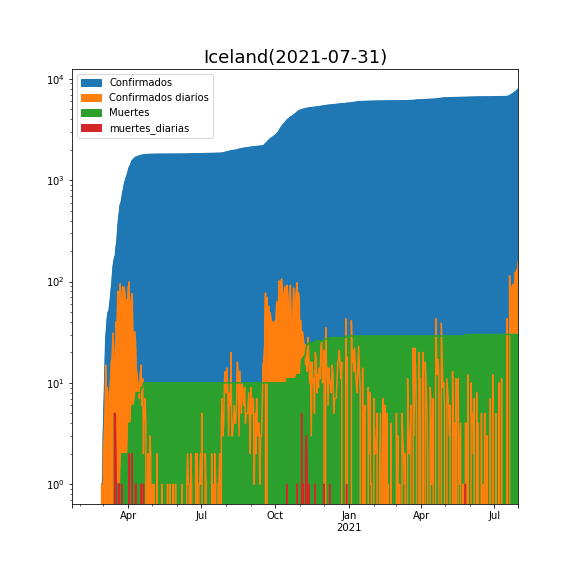 Iceland(2021-07-31)
Confirmados
Confirmados diarios
Muertes
muertes_diarias
10⁴
10³
10²
10¹
10⁰
Apr Jul Oct Jan Apr Jul
2021